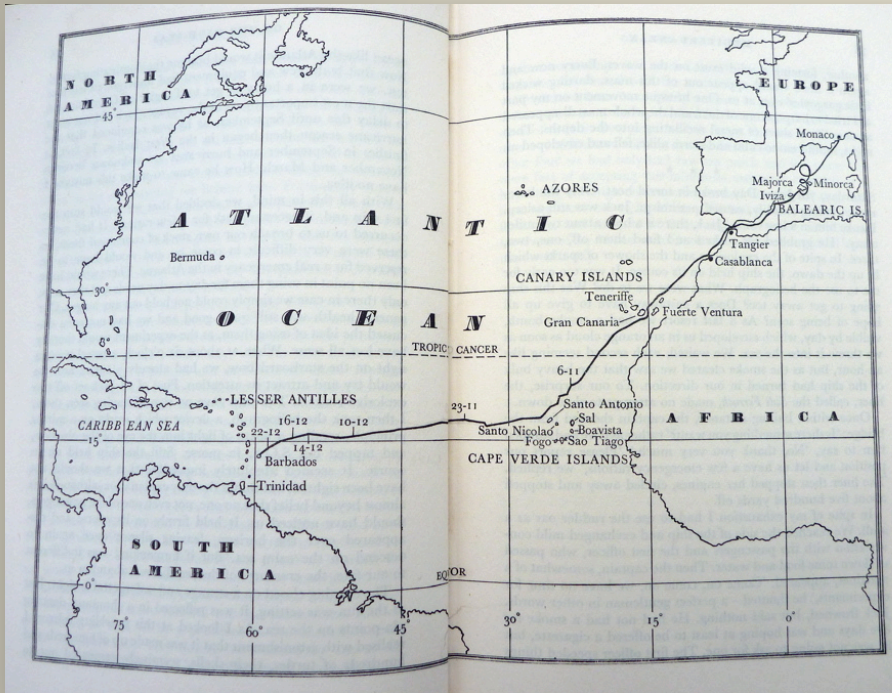 NORTH
AMERICA
EUROPE
45
Monaco
Majorca
Minorca
Iviza
BALEARIC IS.
AZORES
ATLANTIC
Tangier
Casablanca
Bermuda
CANARY ISLANDS
30
Teneriffe
Gran Canaria
Fuerte Ventura
OCEAN
TROPIC CANCER
6-11
LESSER ANTILLES
23-11
Santo Antonio
CARIBBEAN SEA
16-12
10-12
Sal
AFRICA
22-12
Santo Nicolao
Boavista
15
14-12
Fogo
Sao Tiago
Barbados
CAPE VERDE ISLANDS
Trinidad
SOUTH
AMERICA
EQTOR
0°
75°
60°
45
30°
15°
0°